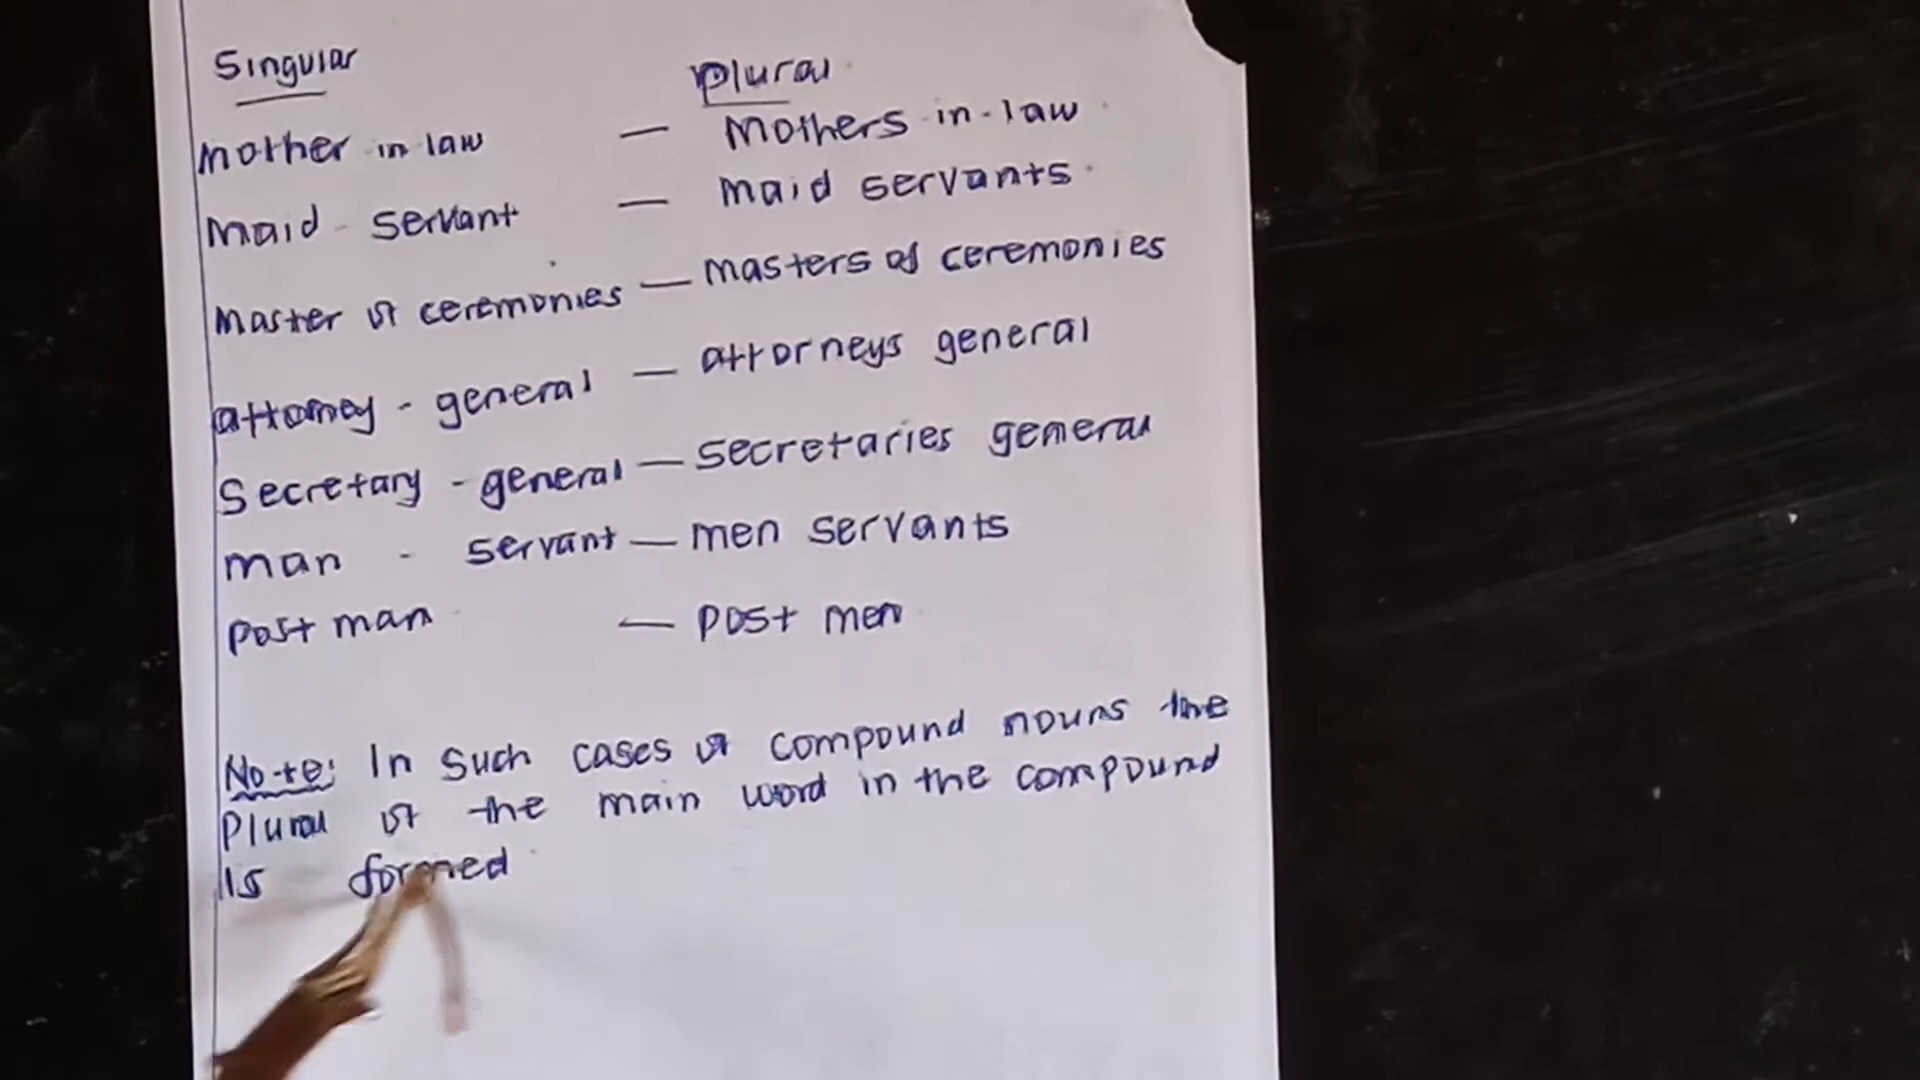 Singular Plural
Mother in law — Mothers in-law
Maid - servant — Maid servants
Master of ceremonies — masters of ceremonies
attorney - general — attorneys general
Secretary - general — secretaries general
man - servant — men servants
post man — post men
Note: In such cases of compound nouns the
Plural of the main word in the compound
is formed